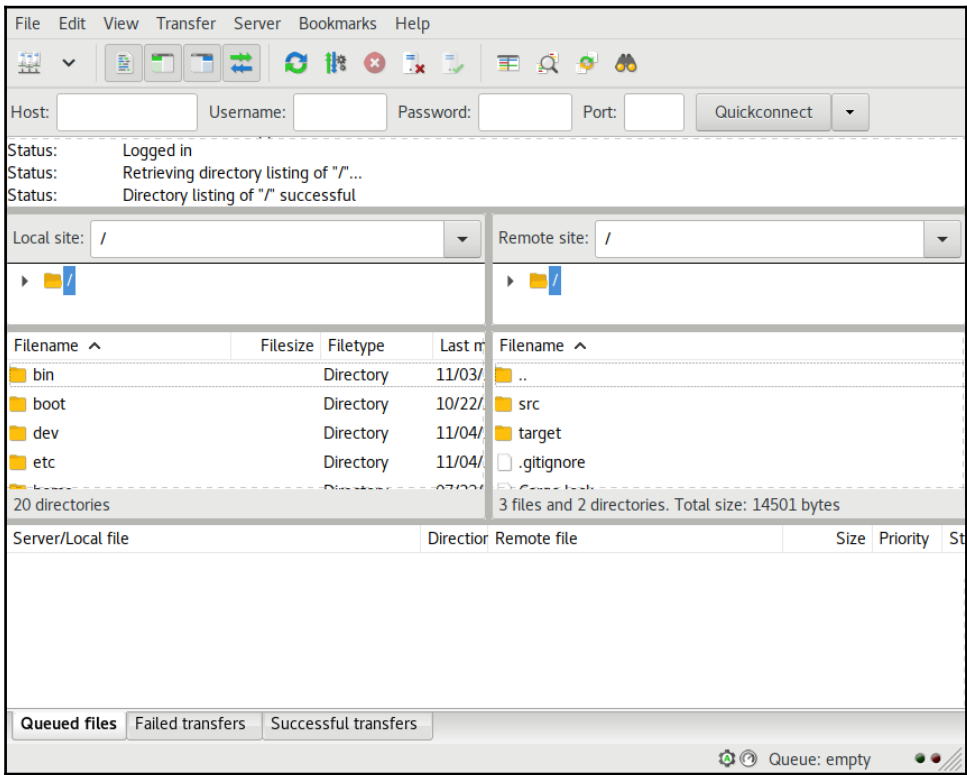 File Edit View Transfer Server Bookmarks Help
Host: Username: Password: Port: Quickconnect
Status: Logged in
Status: Retrieving directory listing of "/"...
Status: Directory listing of "/" successful
Local site: / Remote site: /
/ /
Filename Filesize Filetype Last m Filename
bin Directory 11/03/ ..
boot Directory 10/22/ src
dev Directory 11/04/ target
etc Directory 11/04/ .gitignore
20 directories 3 files and 2 directories. Total size: 14501 bytes
Server/Local file Direction Remote file Size Priority St
Queued files Failed transfers Successful transfers
Queue: empty